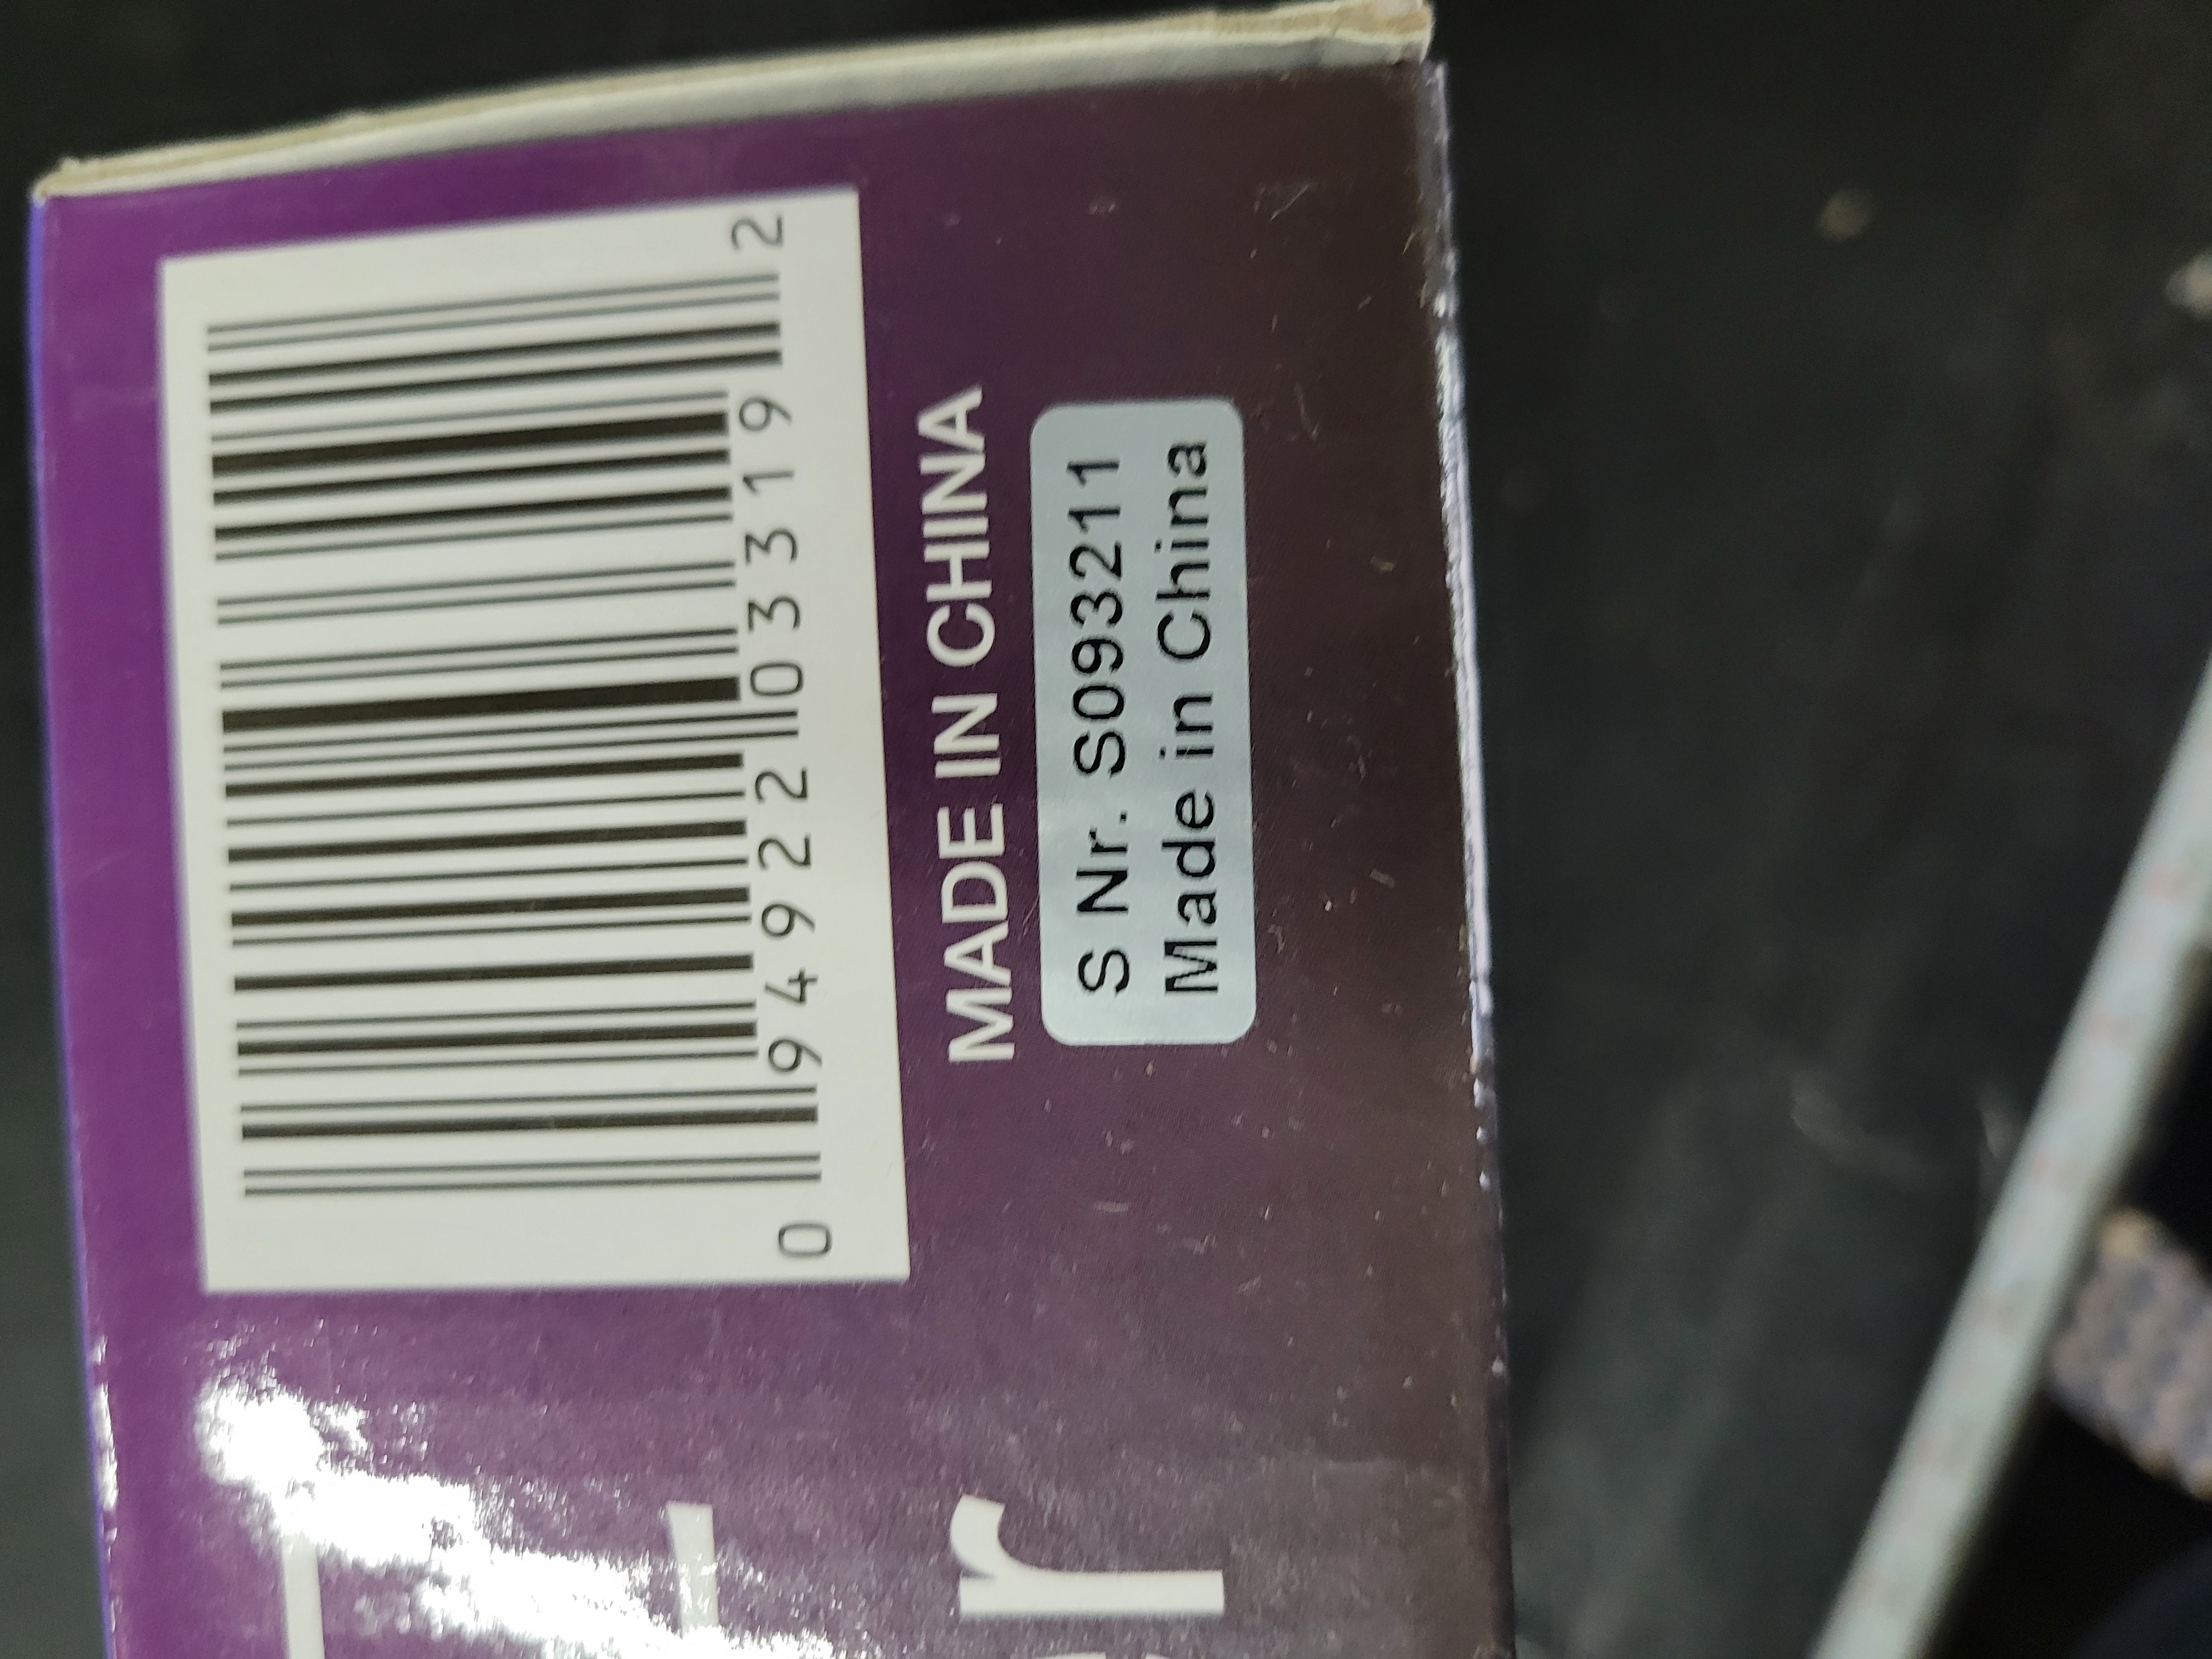 0 94922 03319 2
MADE IN CHINA
S Nr. S093211
Made in China